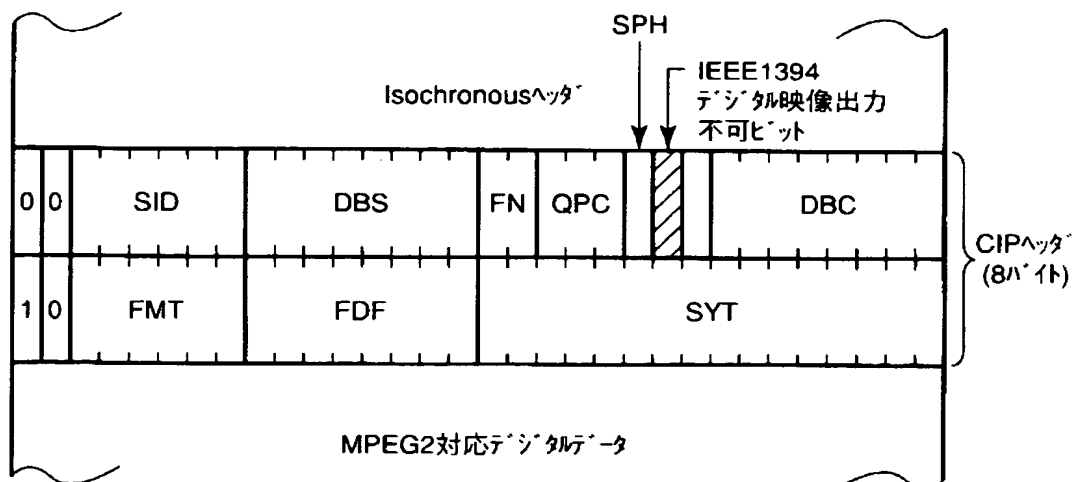 SPH
IEEE1394
デジタル映像出力
不可ビット
Isochronousヘッダ
0 0 SID DBS FN QPC DBC
1 0 FMT FDF SYT
CIPヘッダ
(8バイト)
MPEG2対応デジタルデータ